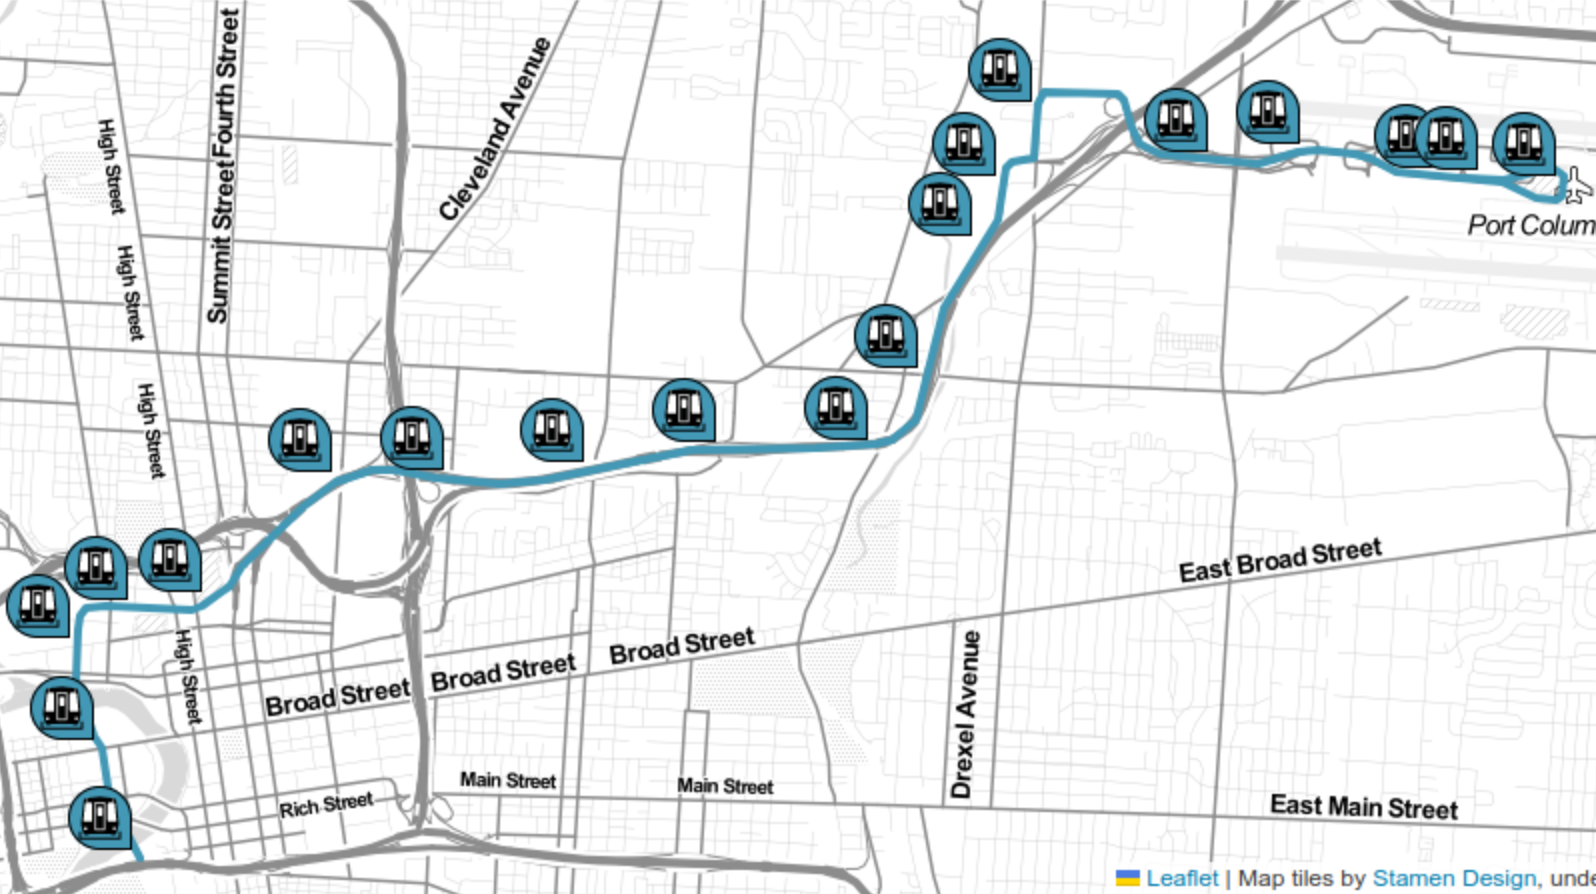 Summit Street
Fourth Street
Cleveland Avenue
High Street
High Street
High Street
High Street
Port Colum
East Broad Street
Broad Street
Broad Street
Broad Street
Drexel Avenue
Main Street
Main Street
Rich Street
East Main Street
Leaflet | Map tiles by Stamen Design, und